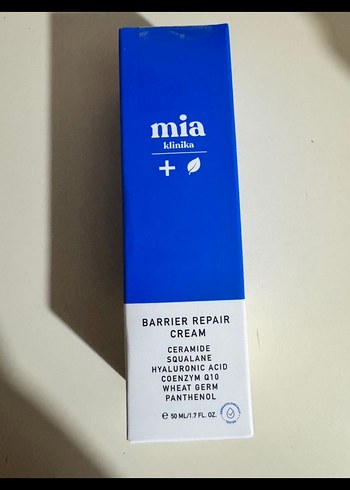 mia
klinika
BARRIER REPAIR
CREAM
CERAMIDE
SQUALANE
HYALURONIC ACID
COENZYM Q10
WHEAT GERM
PANTHENOL
℮ 50 ML/1.7 FL. OZ.